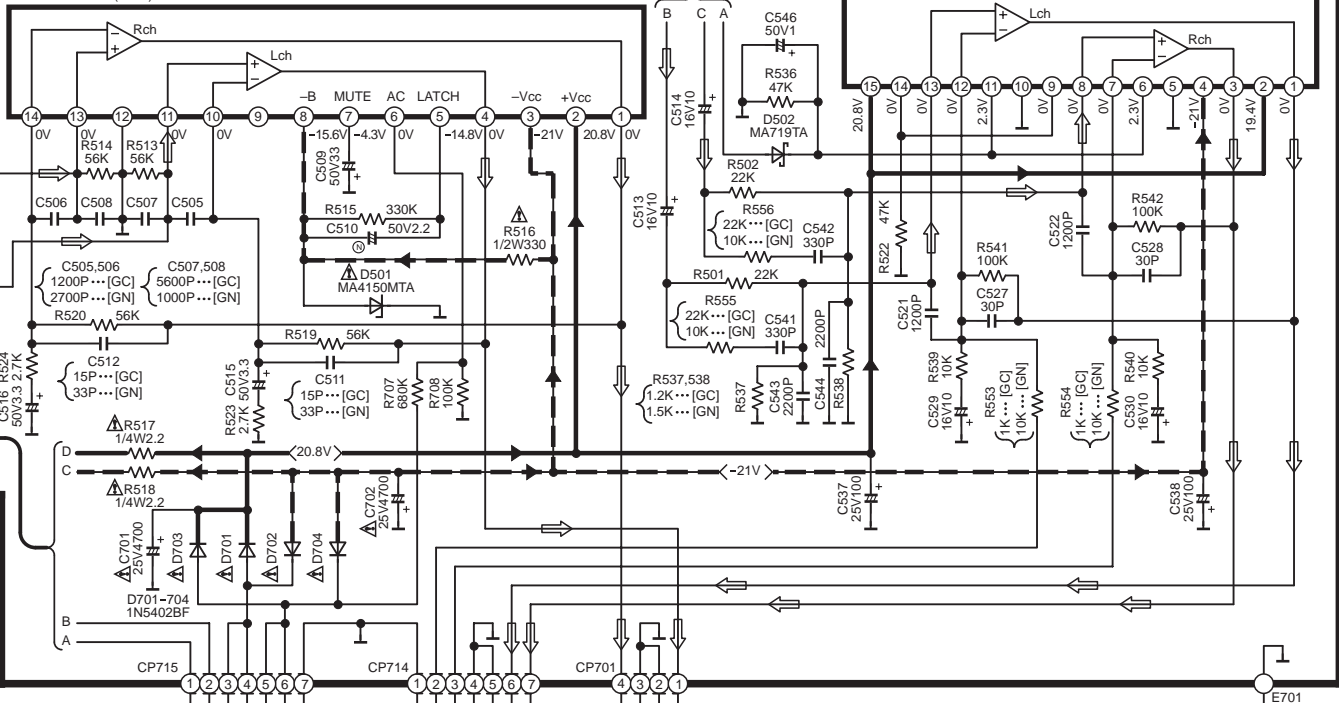 B C A
C546
50V1
Rch
Lch
R536
47K
D502
MA719TA
C514
16V10
Lch
Rch
–B MUTE AC LATCH –Vcc +Vcc
14 13 12 11 10 9 8 7 6 5 4 3 2 1
0V 0V 0V 0V –15.6V –4.3V 0V –14.8V 0V –21V 20.8V 0V
15 14 13 12 11 10 9 8 7 6 5 4 3 2 1
20.8V 0V 0V 0V 2.3V 0V 0V 0V 2.3V –21V 0V 19.4V 0V
R514
56K
R513
56K
C509
50V33
C506 C508 C507 C505
R515 330K
C510 50V2.2
N
R516
1/2W330
D501
MA4150MTA
C505,506
1200P···[GC]
2700P···[GN]
C507,508
5600P···[GC]
1000P···[GN]
R520 56K
C512
15P···[GC]
33P···[GN]
R524
2.7K
C516
50V3.3
R519 56K
C511
15P···[GC]
33P···[GN]
C515
50V3.3
R523
2.7K
R707
680K
R708
100K
C513
16V10
R502
22K
R556
22K···[GC]
10K···[GN]
C542
330P
R501 22K
R555
22K···[GC]
10K···[GN]
C541
330P
R537,538
1.2K···[GC]
1.5K···[GN]
R537
C543
2200P
C544
2200P
R538
47K
R522
C521
1200P
R541
100K
C527
30P
C522
1200P
R542
100K
C528
30P
R539
10K
C529
16V10
R553
1K···[GC]
10K···[GN]
R554
1K···[GC]
10K···[GN]
R540
10K
C530
16V10
D
R517
1/4W2.2
20.8V
C
R518
1/4W2.2
–21V
C702
25V4700
C537
25V100
C538
25V100
C701
25V4700
D703
D701
D702
D704
D701–704
1N5402BF
B
A
CP715
1 2 3 4 5 6 7
CP714
1 2 3 4 5 6 7
CP701
4 3 2 1
E701